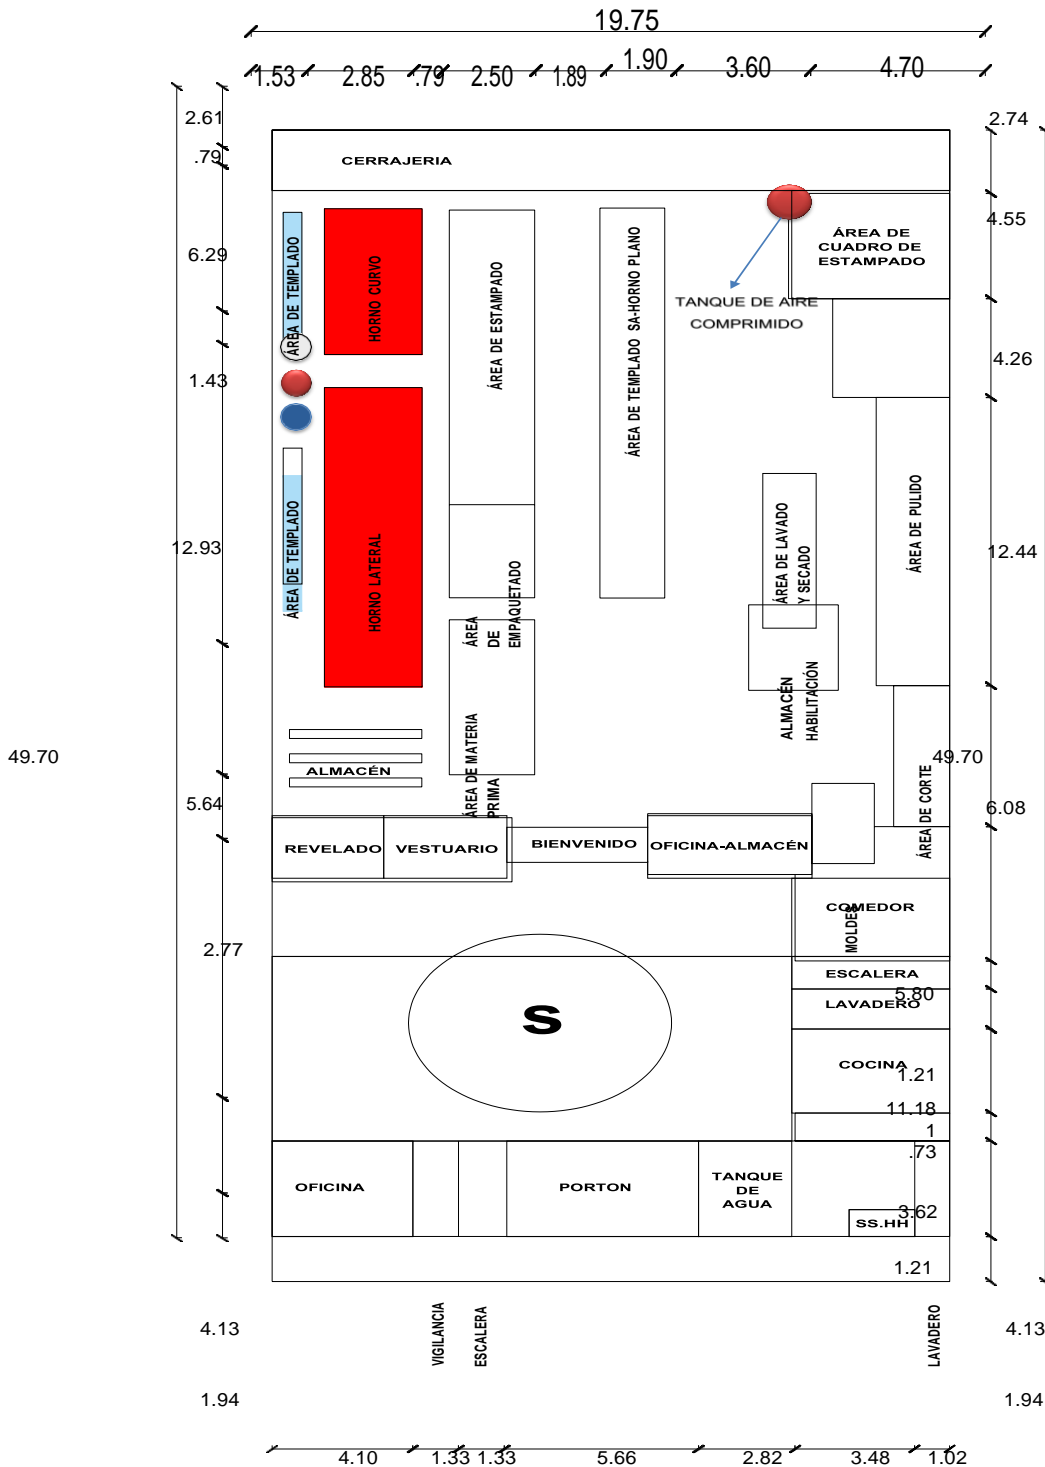 19.75
1.53
2.85
.79
2.50
1.89
1.90
3.60
4.70
2.61
2.74
.79
CERRAJERIA
4.55
ÁREA DE
CUADRO DE
ESTAMPADO
6.29
ÁREA DE TEMPLADO
HORNO CURVO
ÁREA DE ESTAMPADO
ÁREA DE TEMPLADO SA-HORNO PLANO
TANQUE DE AIRE
COMPRIMIDO
4.26
1.43
12.93
ÁREA DE TEMPLADO
HORNO LATERAL
ÁREA
DE
EMPAQUETADO
ÁREA DE LAVADO
Y SECADO
ÁREA DE PULIDO
12.44
ALMACÉN
HABILITACIÓN
49.70
49.70
ALMACÉN
ÁREA DE MATERIA
PRIMA
5.64
6.08
ÁREA DE CORTE
REVELADO
VESTUARIO
BIENVENIDO
OFICINA-ALMACÉN
COMEDOR
MOLDES
2.77
ESCALERA
5.80
LAVADERO
S
COCINA
1.21
11.18
1
.73
OFICINA
PORTON
TANQUE
DE
AGUA
3.62
SS.HH
1.21
VIGILANCIA
ESCALERA
LAVADERO
4.13
4.13
1.94
1.94
4.10
1.33
1.33
5.66
2.82
3.48
1.02